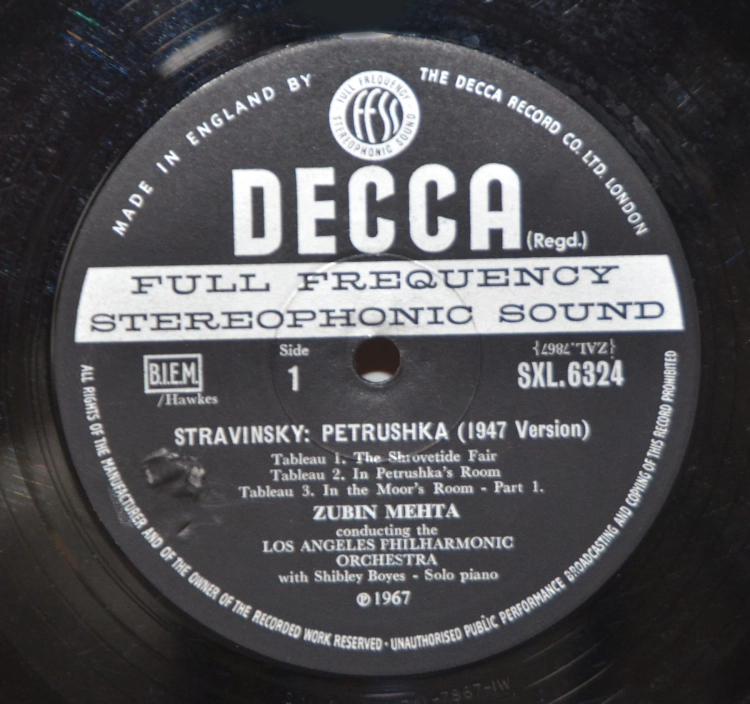 MADE IN ENGLAND BY
THE DECCA RECORD CO. LTD. LONDON
FULL FREQUENCY
FFSS
STEREOPHONIC SOUND
DECCA (Regd.)
FULL FREQUENCY
STEREOPHONIC SOUND
Side
1
B.I.E.M.
/Hawkes
{ZAL.7867}
SXL.6324
STRAVINSKY: PETRUSHKA (1947 Version)
Tableau 1. The Shrovetide Fair
Tableau 2. In Petrushka's Room
Tableau 3. In the Moor's Room - Part 1.
ZUBIN MEHTA
conducting the
LOS ANGELES PHILHARMONIC
ORCHESTRA
with Shibley Boyes - Solo piano
℗1967
ALL RIGHTS OF THE MANUFACTURER AND OF THE OWNER OF THE RECORDED WORK RESERVED · UNAUTHORISED PUBLIC PERFORMANCE BROADCASTING AND COPYING OF THIS RECORD PROHIBITED
7867-1W